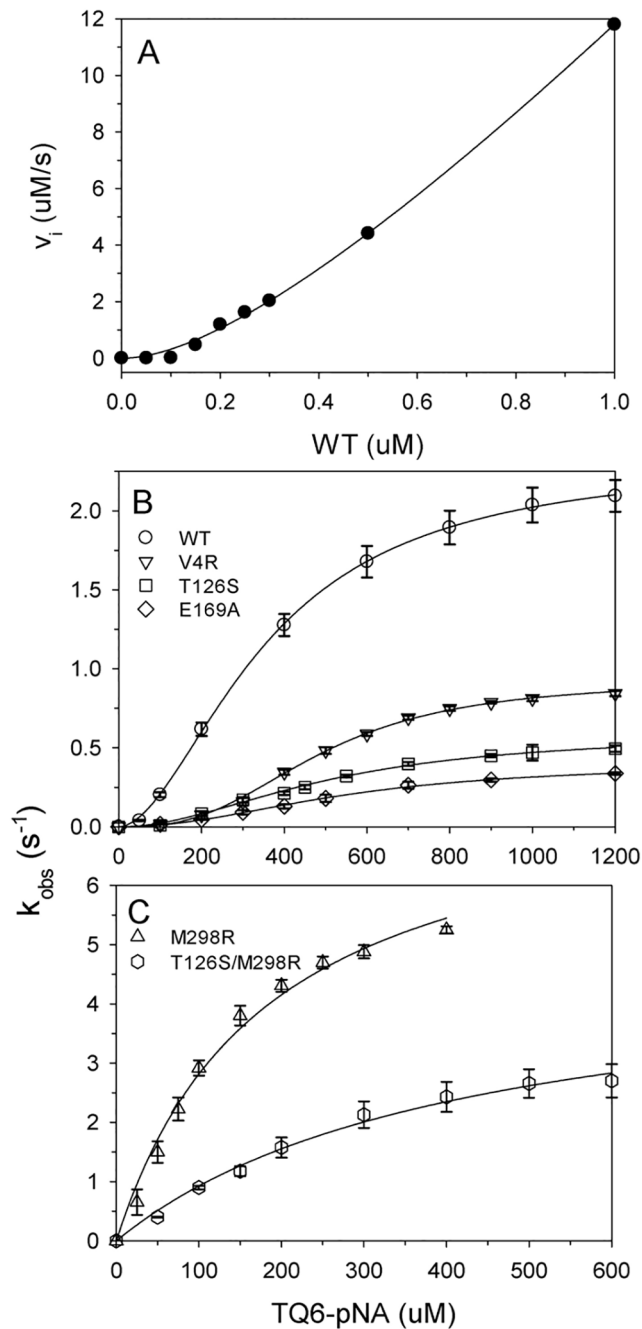 A
12
10
8
6
4
2
0
v_i (uM/s)
0.0 0.2 0.4 0.6 0.8 1.0
WT (uM)
B
WT
V4R
T126S
E169A
2.0
1.5
1.0
0.5
0.0
0 200 400 600 800 1000 1200
k_obs (s^-1)
C
M298R
T126S/M298R
6
5
4
3
2
1
0
0 100 200 300 400 500 600
TQ6-pNA (uM)